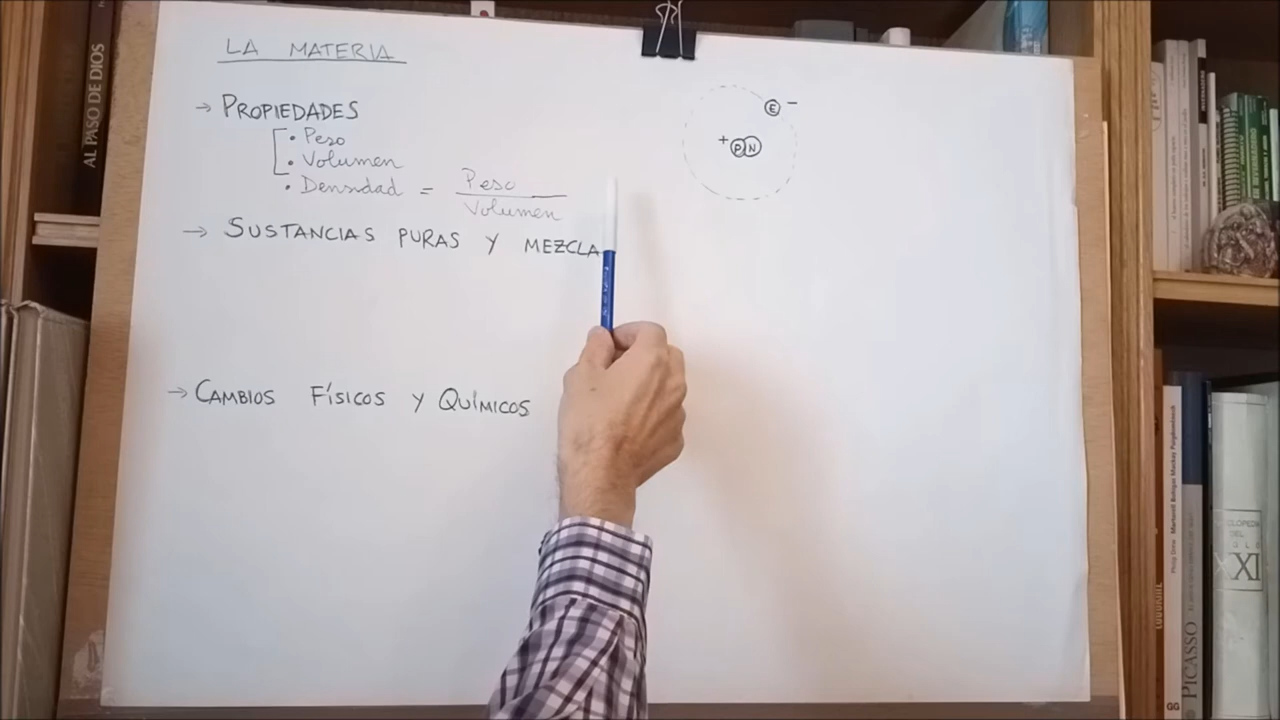 LA MATERIA
→ PROPIEDADES
• Peso
• Volumen
• Densidad = Peso
Volumen
→ SUSTANCIAS PURAS Y MEZCLA
→ CAMBIOS FÍSICOS Y QUÍMICOS
E -
+ P N
AL PASO DE DIOS
PICASSO
IXX